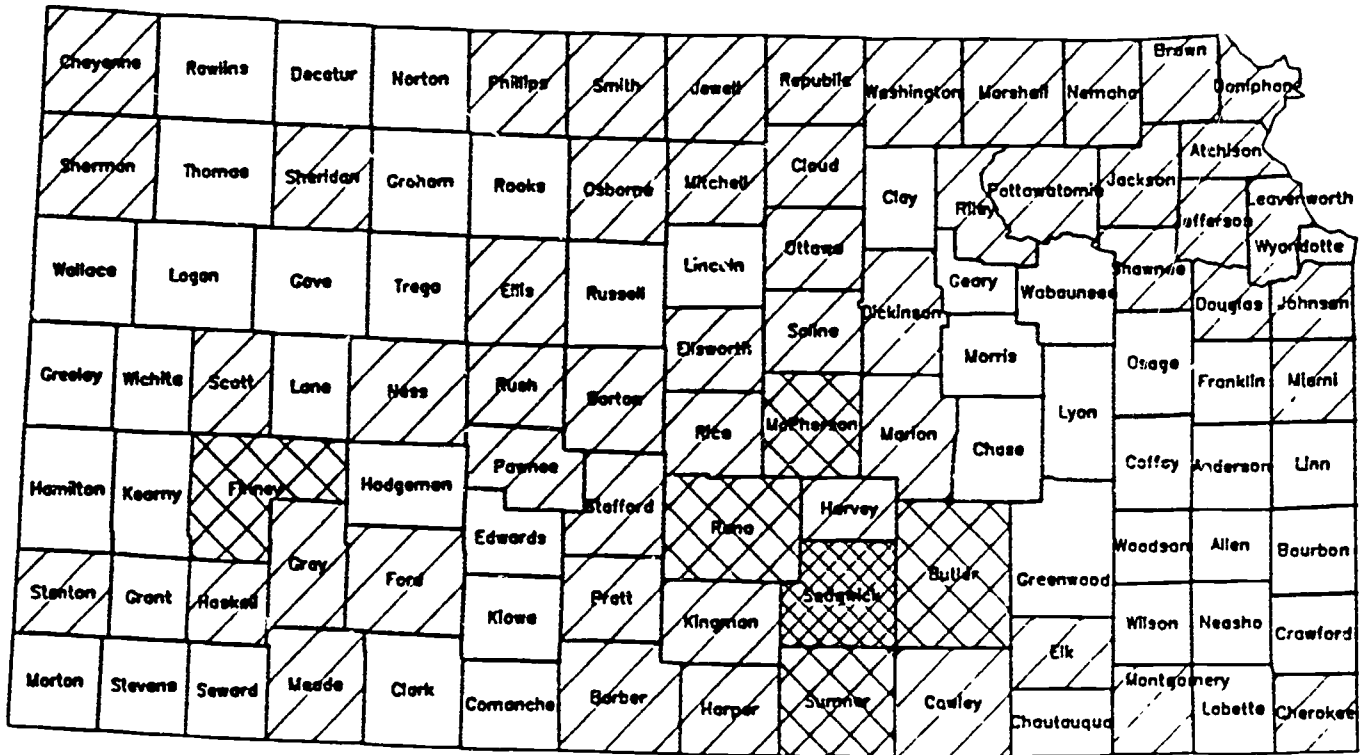 Cheyenne Rawlins Decatur Norton Phillips Smith Jewell Republic Washington Marshall Nemaha Brown Doniphan
Sherman Thomas Sheridan Graham Rooks Osborne Mitchell Cloud Clay Riley Pottawatomie Jackson Atchison
Jefferson Leavenworth
Wallace Logan Gove Trego Ellis Russell Lincoln Ottawa Geary Wabaunsee Shawnee Wyandotte
Ellsworth Saline Dickinson Douglas Johnson
Greeley Wichita Scott Lane Ness Rush Barton Morris Osage Franklin Miami
Rice McPherson Marion Chase Lyon
Hamilton Kearny Finney Hodgeman Pawnee Stafford Coffey Anderson Linn
Edwards Reno Harvey
Stanton Grant Haskell Gray Ford Pratt Sedgwick Butler Greenwood Woodson Allen Bourbon
Kiowa Kingman Wilson Neosho Crawford
Elk
Morton Stevens Seward Meade Clark Comanche Barber Harper Sumner Cowley Chautauqua Montgomery Labette Cherokee